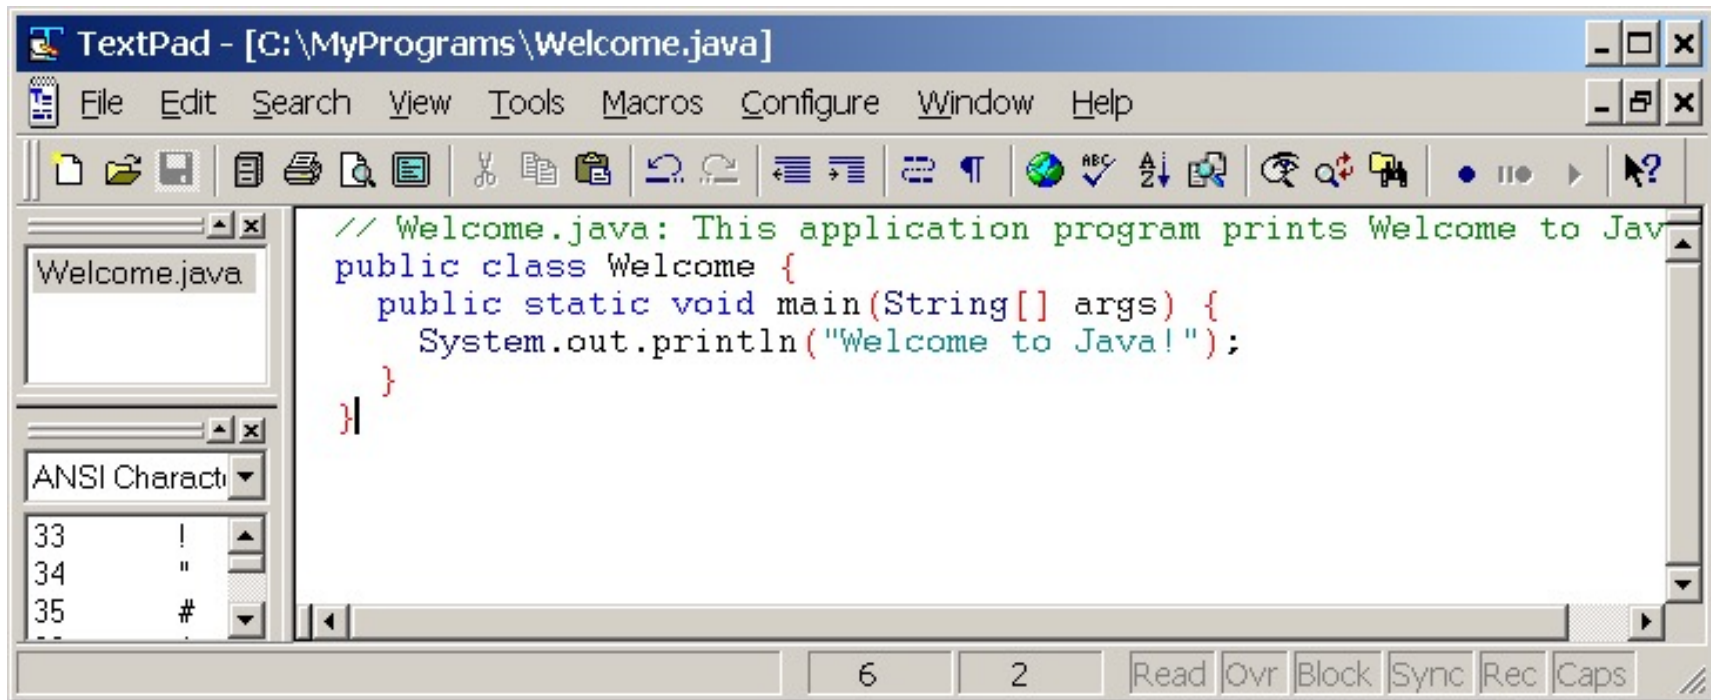 TextPad - [C:\MyPrograms\Welcome.java]
File Edit Search View Tools Macros Configure Window Help
Welcome.java
// Welcome.java: This application program prints Welcome to Jav
public class Welcome {
  public static void main(String[] args) {
    System.out.println("Welcome to Java!");
  }
}
ANSI Charact
33 !
34 "
35 #
6 2 Read Ovr Block Sync Rec Caps